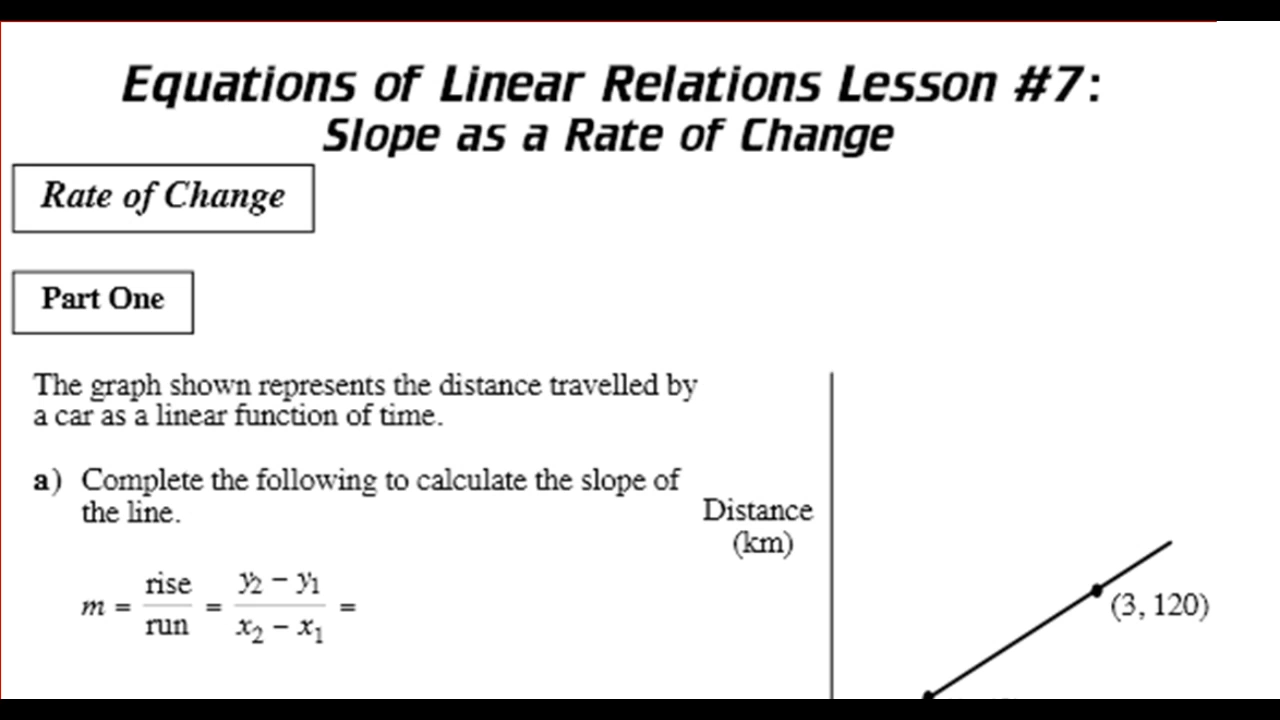 Equations of Linear Relations Lesson #7:
Slope as a Rate of Change
Rate of Change
Part One
The graph shown represents the distance travelled by
a car as a linear function of time.
a) Complete the following to calculate the slope of
the line.
Distance
(km)
m = rise/run = y₂ − y₁/x₂ − x₁ =
(3, 120)